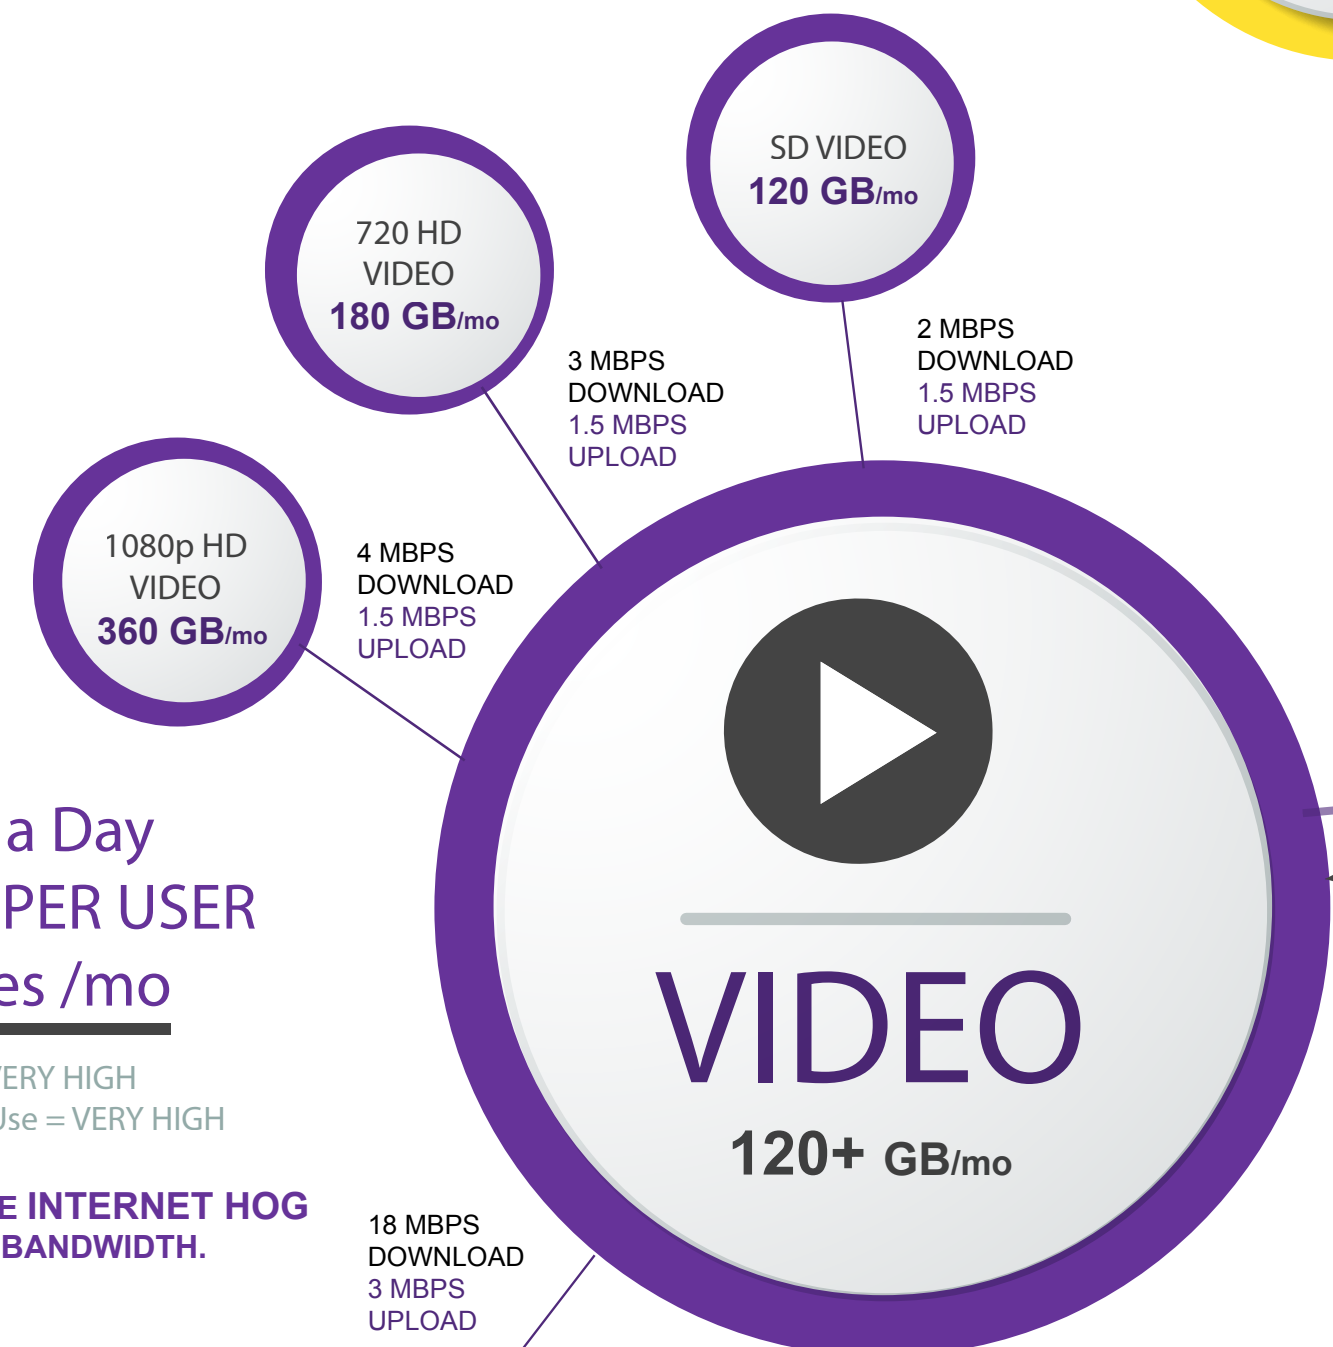 SD VIDEO
120 GB/mo
2 MBPS
DOWNLOAD
1.5 MBPS
UPLOAD
720 HD
VIDEO
180 GB/mo
3 MBPS
DOWNLOAD
1.5 MBPS
UPLOAD
1080p HD
VIDEO
360 GB/mo
4 MBPS
DOWNLOAD
1.5 MBPS
UPLOAD
a Day
PER USER
/mo
VERY HIGH
Use = VERY HIGH
INTERNET HOG
BANDWIDTH.
VIDEO
120+ GB/mo
18 MBPS
DOWNLOAD
3 MBPS
UPLOAD